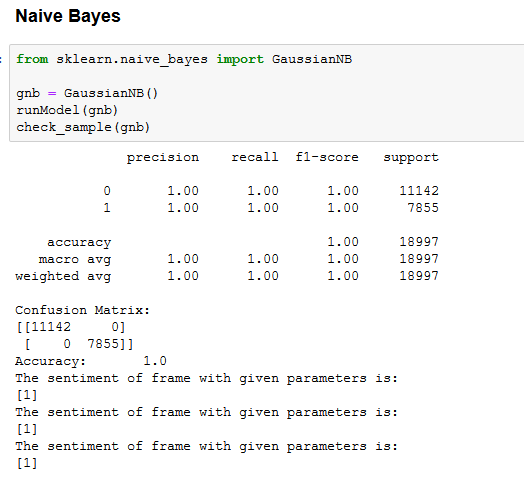 Naive Bayes
: from sklearn.naive_bayes import GaussianNB
gnb = GaussianNB()
runModel(gnb)
check_sample(gnb)
precision recall f1-score support
0 1.00 1.00 1.00 11142
1 1.00 1.00 1.00 7855
accuracy 1.00 18997
macro avg 1.00 1.00 1.00 18997
weighted avg 1.00 1.00 1.00 18997
Confusion Matrix:
[[11142 0]
[ 0 7855]]
Accuracy: 1.0
The sentiment of frame with given parameters is:
[1]
The sentiment of frame with given parameters is:
[1]
The sentiment of frame with given parameters is:
[1]